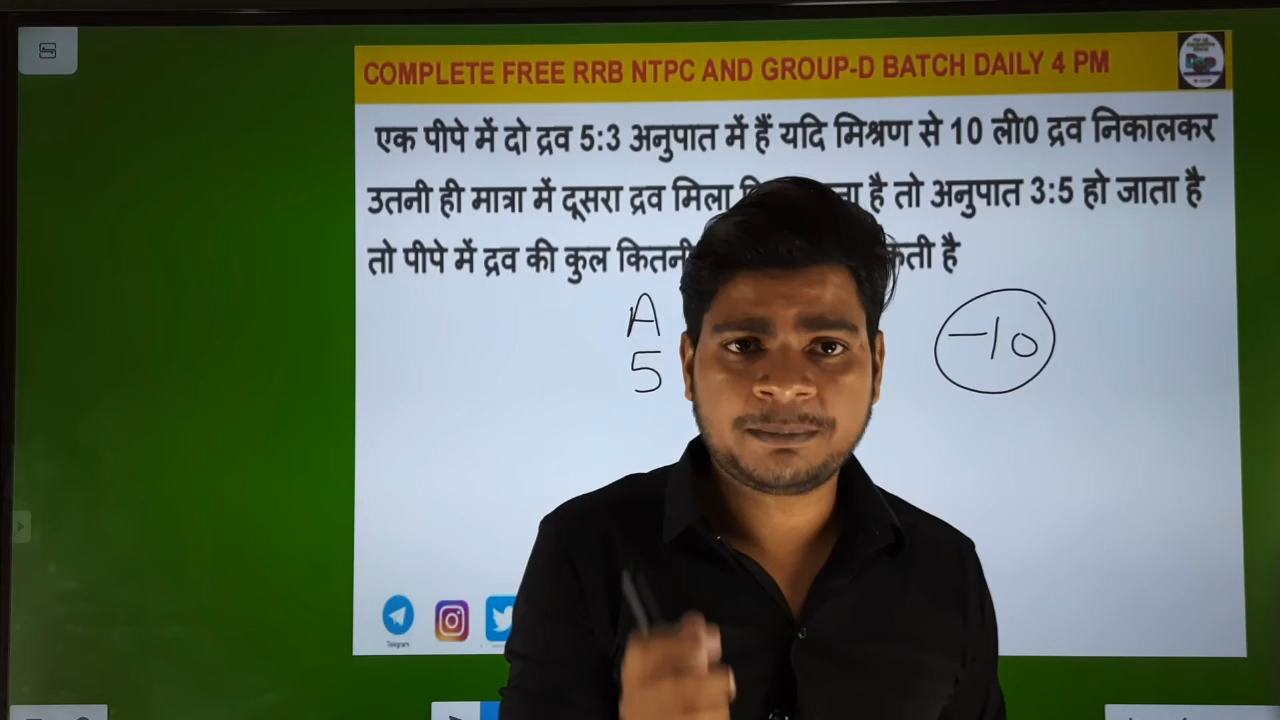 COMPLETE FREE RRB NTPC AND GROUP-D BATCH DAILY 4 PM
एक पीपे में दो द्रव 5:3 अनुपात में हैं यदि मिश्रण से 10 ली0 द्रव निकालकर
उतनी ही मात्रा में दूसरा द्रव मिला है तो अनुपात 3:5 हो जाता है
तो पीपे में द्रव की कुल है
A
5
-10
Telegram